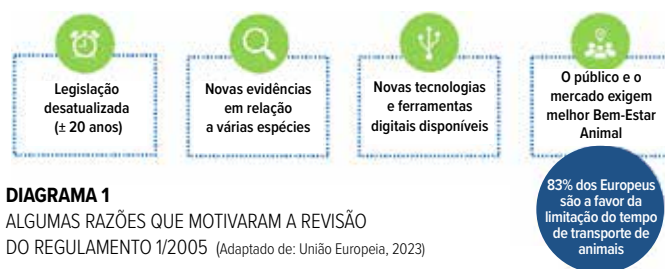 Legislação
desatualizada
(± 20 anos)
Novas evidências
em relação
a várias espécies
Novas tecnologias
e ferramentas
digitais disponíveis
O público e o
mercado exigem
melhor Bem-Estar
Animal
83% dos Europeus
são a favor da
limitação do tempo
de transporte de
animais
DIAGRAMA 1
ALGUMAS RAZÕES QUE MOTIVARAM A REVISÃO
DO REGULAMENTO 1/2005 (Adaptado de: União Europeia, 2023)